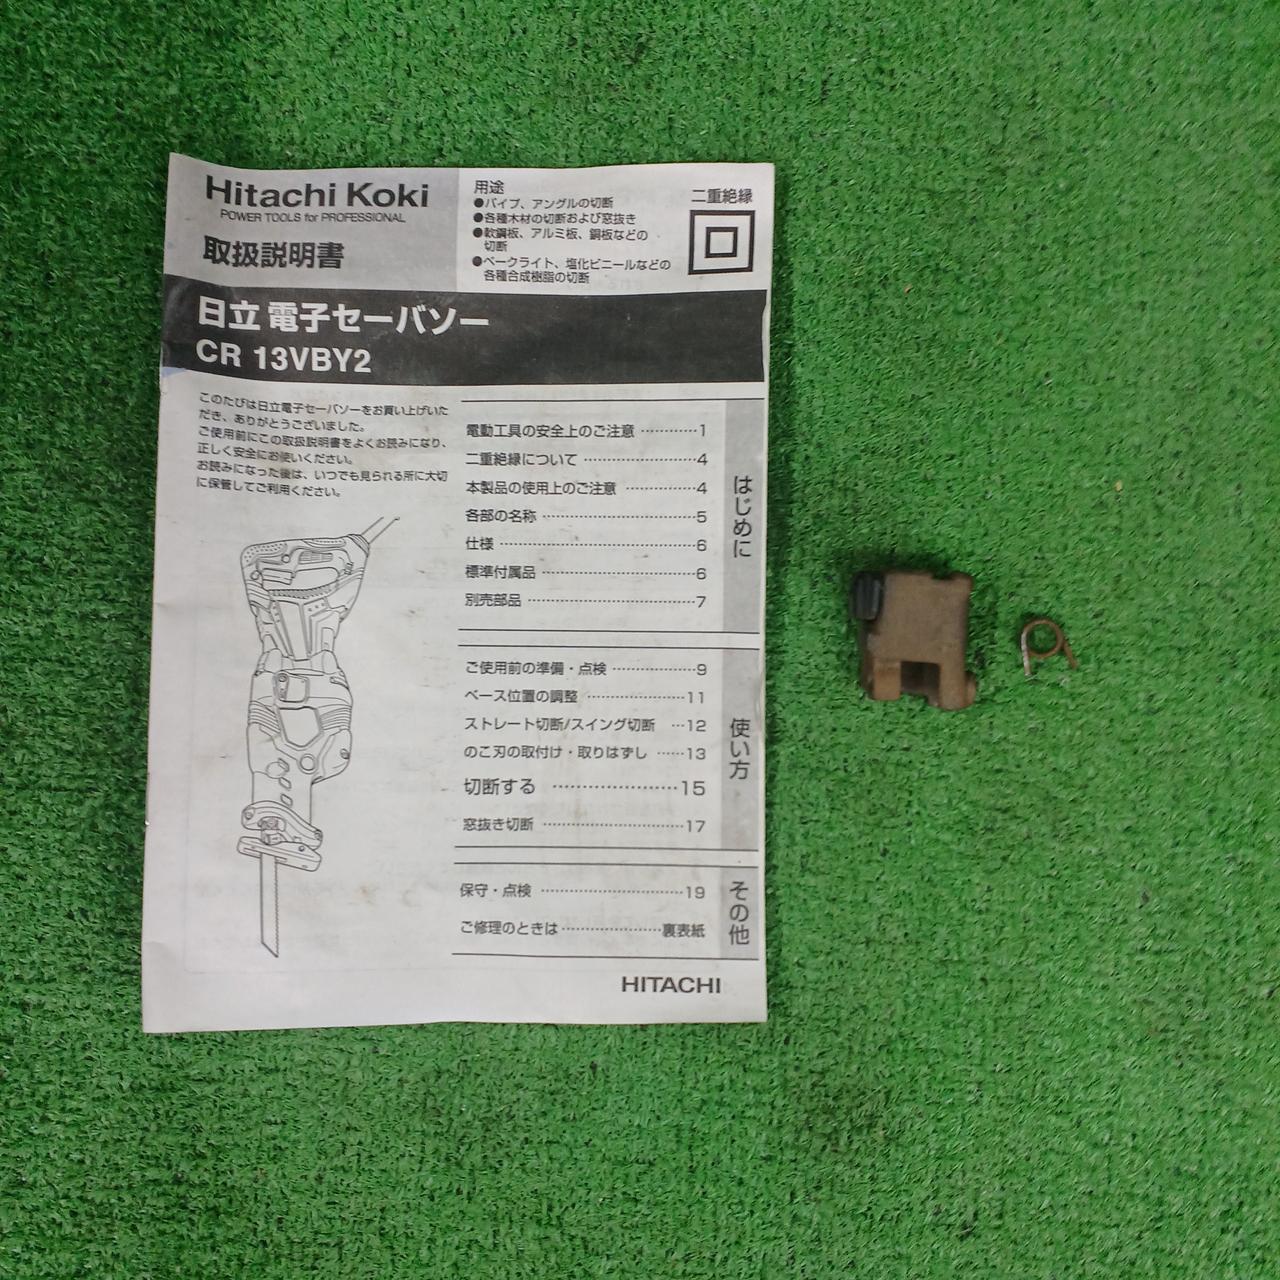 Hitachi Koki
POWER TOOLS for PROFESSIONAL
取扱説明書
用途
●パイプ、アングルの切断
●各種木材の切断および窓抜き
●軟鋼板、アルミ板、銅板などの
切断
●ベークライト、塩化ビニールなどの
各種合成樹脂の切断
二重絶縁
日立 電子セーバソー
CR 13VBY2
このたびは日立電子セーバソーをお買い上げいた
だき、ありがとうございました。
ご使用前にこの取扱説明書をよくお読みになり、
正しく安全にお使いください。
お読みになった後は、いつでも見られる所に大切
に保管してご利用ください。
電動工具の安全上のご注意 …………1
二重絶縁について ………………………4
本製品の使用上のご注意 ……………4
各部の名称 ………………………………5
仕様 ………………………………………6
標準付属品 ………………………………6
別売部品 …………………………………7
はじめに
ご使用前の準備・点検 …………………9
ベース位置の調整 ……………………11
ストレート切断/スイング切断 …12
のこ刃の取付け・取りはずし ……13
切断する …………………15
窓抜き切断 ……………………………17
使い方
保守・点検 ……………………………19
ご修理のときは…………………裏表紙
その他
HITACHI